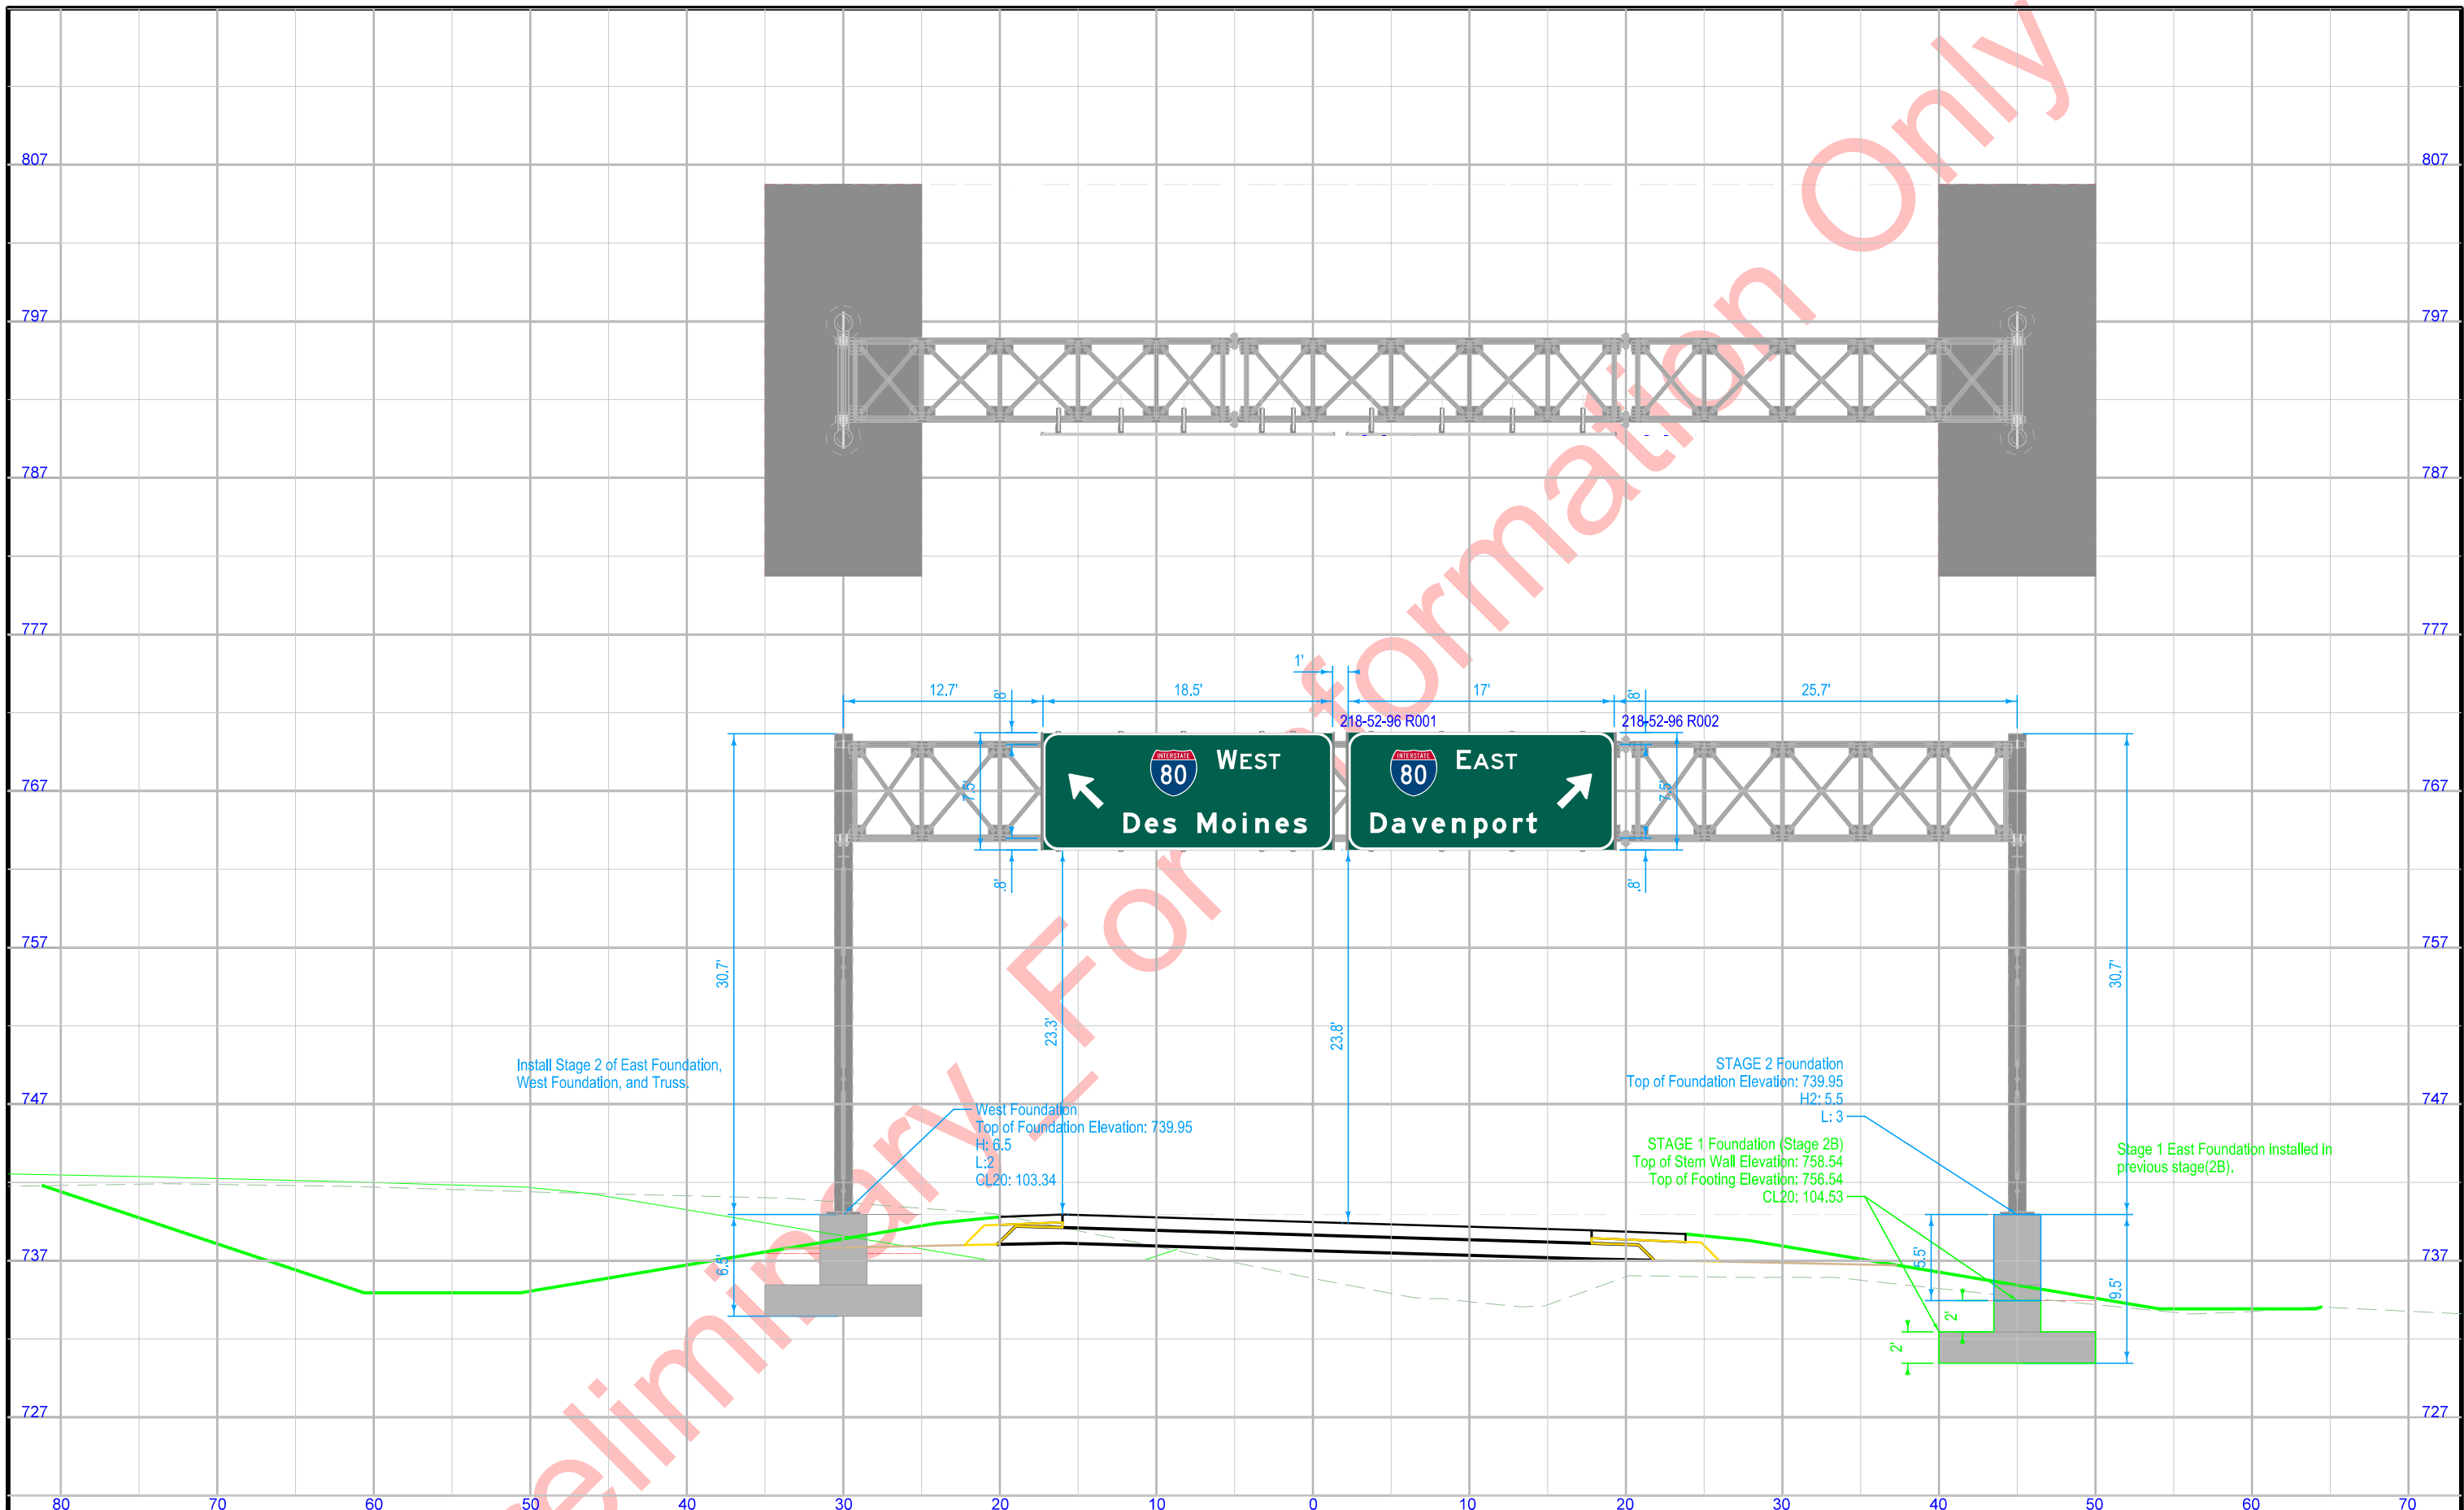 Preliminary_For Information Only
807
807
797
797
787
787
777
777
1'
12.7'
.8'
18.5'
17'
.8'
25.7'
218-52-96 R001
218-52-96 R002
INTERSTATE
80
WEST
Des Moines
INTERSTATE
80
EAST
Davenport
767
7.5'
7.5'
767
.8'
.8'
757
757
30.7'
23.3'
23.8'
30.7'
Install Stage 2 of East Foundation,
West Foundation, and Truss.
STAGE 2 Foundation
Top of Foundation Elevation: 739.95
H2: 5.5
L: 3
747
747
West Foundation
Top of Foundation Elevation: 739.95
H: 6.5
L:2
CL20: 103.34
STAGE 1 Foundation (Stage 2B)
Top of Stem Wall Elevation: 758.54
Top of Footing Elevation: 756.54
CL20: 104.53
Stage 1 East Foundation Installed in
previous stage(2B).
737
6.5'
5.5'
9.5'
737
2'
2'
727
727
80
70
60
50
40
30
20
10
0
10
20
30
40
50
60
70